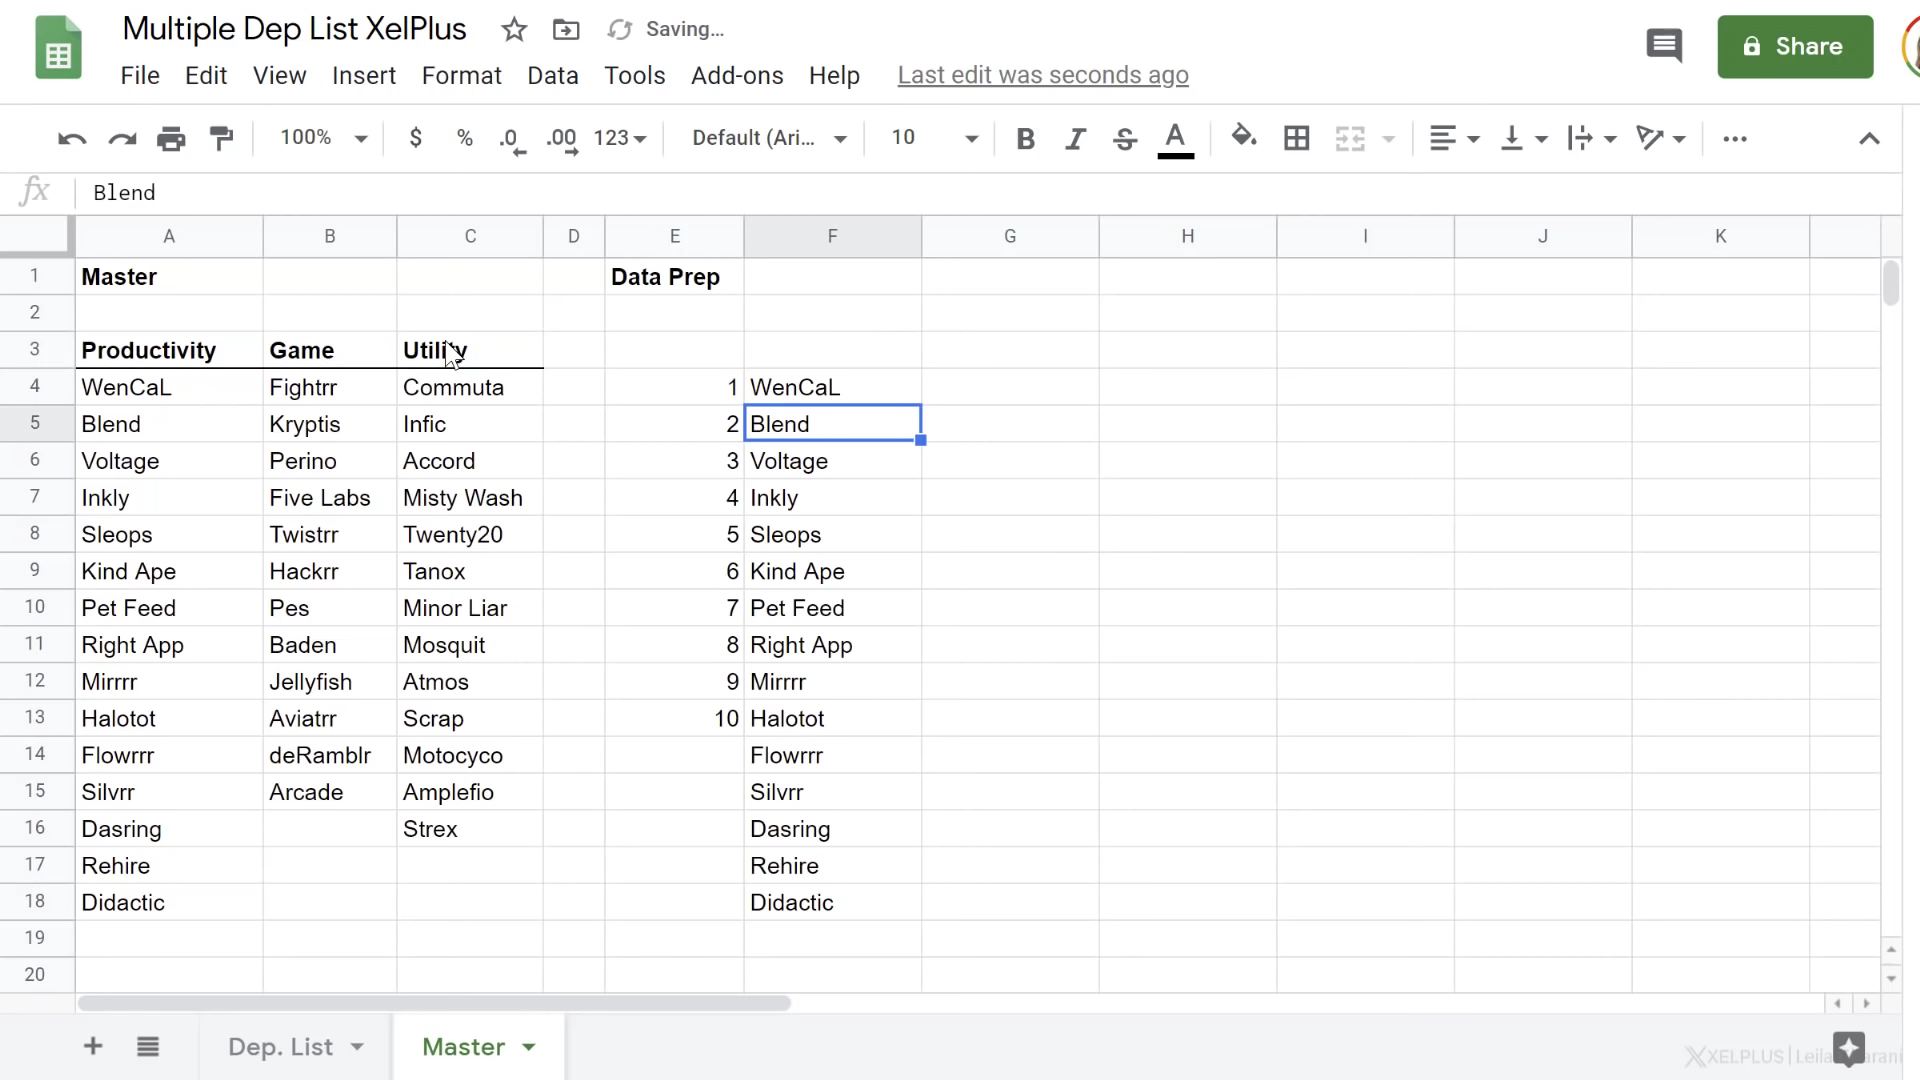 Multiple Dep List XelPlus Saving...
Share
File Edit View Insert Format Data Tools Add-ons Help Last edit was seconds ago
100% $ % .0 .00 123 Default (Ari... 10 B I S A
fx Blend
A B C D E F G H I J K
1 Master Data Prep
2
3 Productivity Game Utility
4 WenCaL Fightrr Commuta 1 WenCaL
5 Blend Kryptis Infic 2 Blend
6 Voltage Perino Accord 3 Voltage
7 Inkly Five Labs Misty Wash 4 Inkly
8 Sleops Twistrr Twenty20 5 Sleops
9 Kind Ape Hackrr Tanox 6 Kind Ape
10 Pet Feed Pes Minor Liar 7 Pet Feed
11 Right App Baden Mosquit 8 Right App
12 Mirrrr Jellyfish Atmos 9 Mirrrr
13 Halotot Aviatrr Scrap 10 Halotot
14 Flowrrr deRamblr Motocyco Flowrrr
15 Silvrr Arcade Amplefio Silvrr
16 Dasring Strex Dasring
17 Rehire Rehire
18 Didactic Didactic
19
20
Dep. List Master
XELPLUS